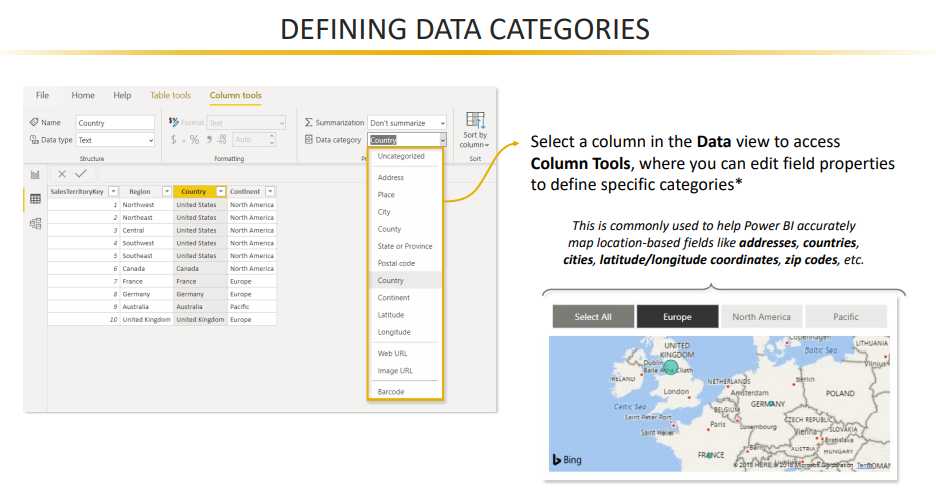 DEFINING DATA CATEGORIES
File Home Help Table tools Column tools
Name Country
Data type Text
Structure
$% Format Text
$ % 9 Auto
Formatting
Summarization Don't summarize
Data category Country
Sort by
column
Sort
SalesTerritoryKey Region Country Continent
1 Northwest United States North America
2 Northeast United States North America
3 Central United States North America
4 Southwest United States North America
5 Southeast United States North America
6 Canada Canada North America
7 France France Europe
8 Germany Germany Europe
9 Australia Australia Pacific
10 United Kingdom United Kingdom Europe
Uncategorized
Address
Place
City
County
State or Province
Postal code
Country
Continent
Latitude
Longitude
Web URL
Image URL
Barcode
Select a column in the Data view to access
Column Tools, where you can edit field properties
to define specific categories*
This is commonly used to help Power BI accurately
map location-based fields like addresses, countries,
cities, latitude/longitude coordinates, zip codes, etc.
Select All Europe North America Pacific
UNITED
KINGDOM
Copenhagen
Baltic Sea
LITHUANIA
Vilnius
Dublin
Baile Átha Cliath
IRELAND
London
NETHERLANDS
Amsterdam
Berlin
POLAND
Celtic Sea
BELGIUM
GERMANY
Saint Peter Port
Saint Helier
Paris
Luxembourg
CZECH REPUBLIC
SLOVAKIA
Vienna
Bratislava
Bern
AUSTRIA
HUNGARY
FRANCE
Bing
© 2018 HERE, © 2018 Microsoft Corporation Terms